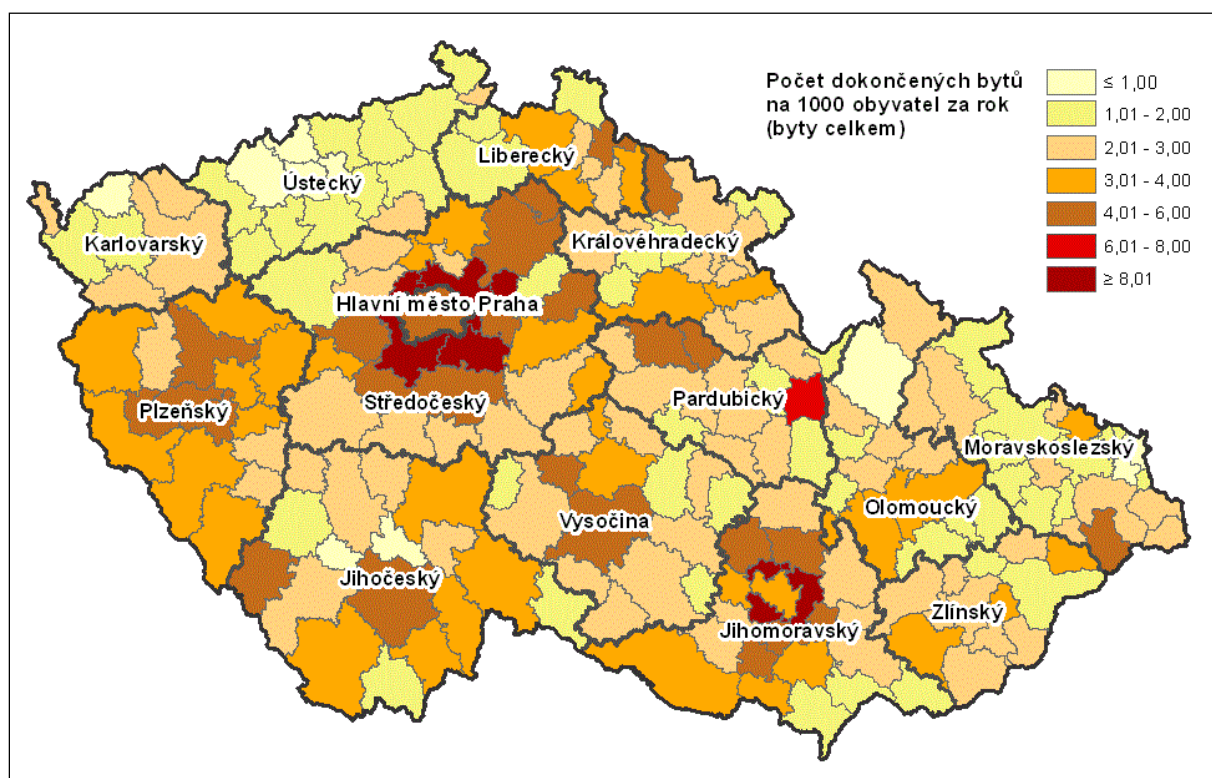 Počet dokončených bytů
na 1000 obyvatel za rok
(byty celkem)
≤ 1,00
1,01 - 2,00
2,01 - 3,00
3,01 - 4,00
4,01 - 6,00
6,01 - 8,00
≥ 8,01
Liberecký
Ústecký
Karlovarský
Královéhradecký
Hlavní město Praha
Plzeňský
Středočeský
Pardubický
Moravskoslezský
Olomoucký
Vysočina
Jihočeský
Zlínský
Jihomoravský